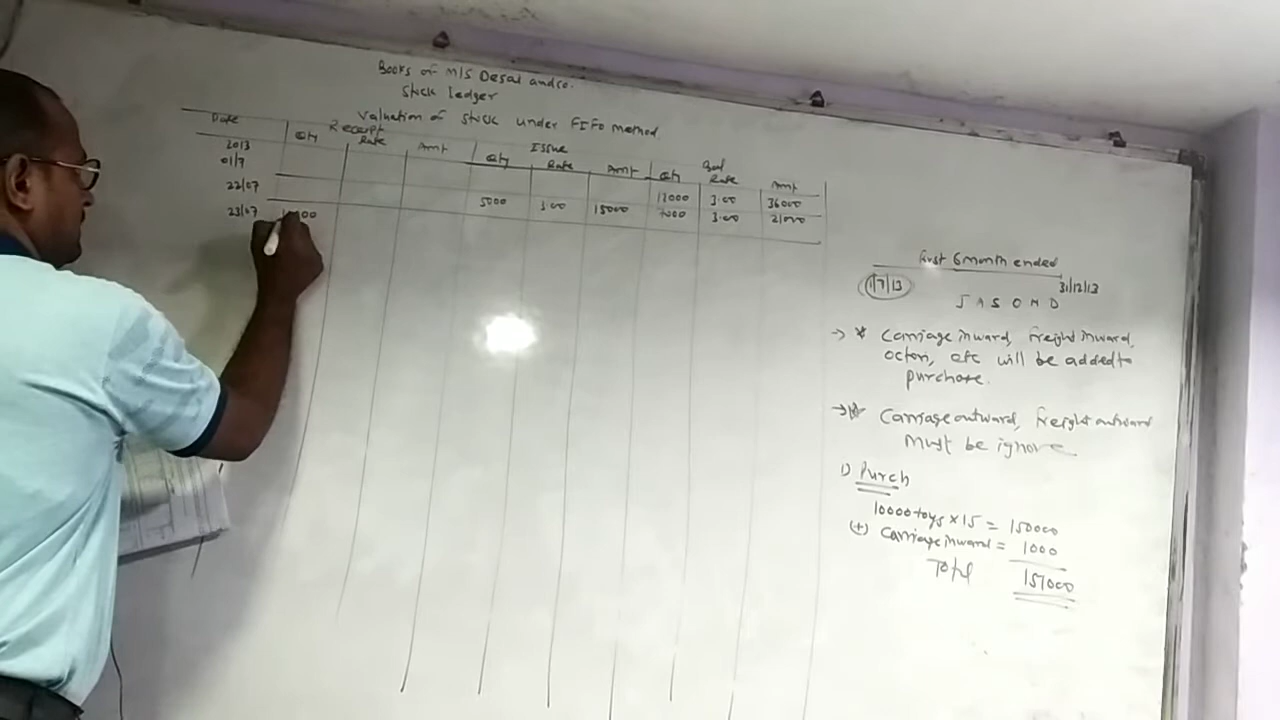 Books of M/S Desai and co.
Stock ledger
Valuation of stock under FIFO method
Date Receipt Issue Bal
Qty Rate Amt Qty Rate Amt Qty Rate Amt
2013
01/7 12000 3.00 36000
22/07 5000 3.00 15000 7000 3.00 21000
23/07
first 6 month ended
1/7/13 31/12/13
J A S O N D
→ * Carriage inward, freight inward,
octori, etc will be added to
purchase.
→ * Carriage outward, freight outward
Must be ignore
1) Purch
10000 toys × 15 = 150000
(+) Carriage inward = 1000
Total 151000